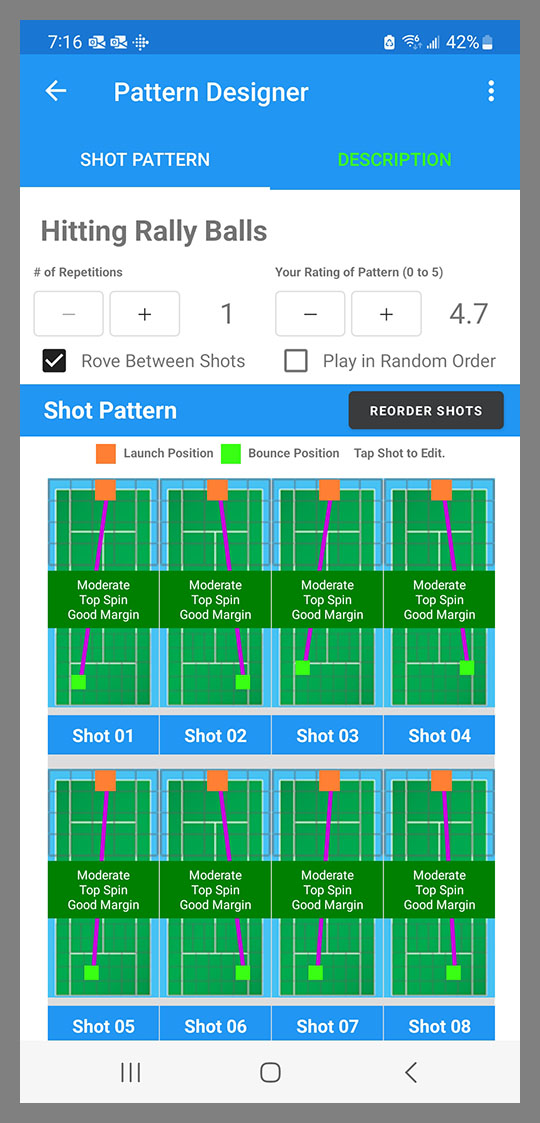 7:16 42%
Pattern Designer
SHOT PATTERN DESCRIPTION
Hitting Rally Balls
# of Repetitions Your Rating of Pattern (0 to 5)
− + 1 − + 4.7
Rove Between Shots Play in Random Order
Shot Pattern REORDER SHOTS
Launch Position Bounce Position Tap Shot to Edit.
Moderate Moderate Moderate Moderate
Top Spin Top Spin Top Spin Top Spin
Good Margin Good Margin Good Margin Good Margin
Shot 01 Shot 02 Shot 03 Shot 04
Moderate Moderate Moderate Moderate
Top Spin Top Spin Top Spin Top Spin
Good Margin Good Margin Good Margin Good Margin
Shot 05 Shot 06 Shot 07 Shot 08